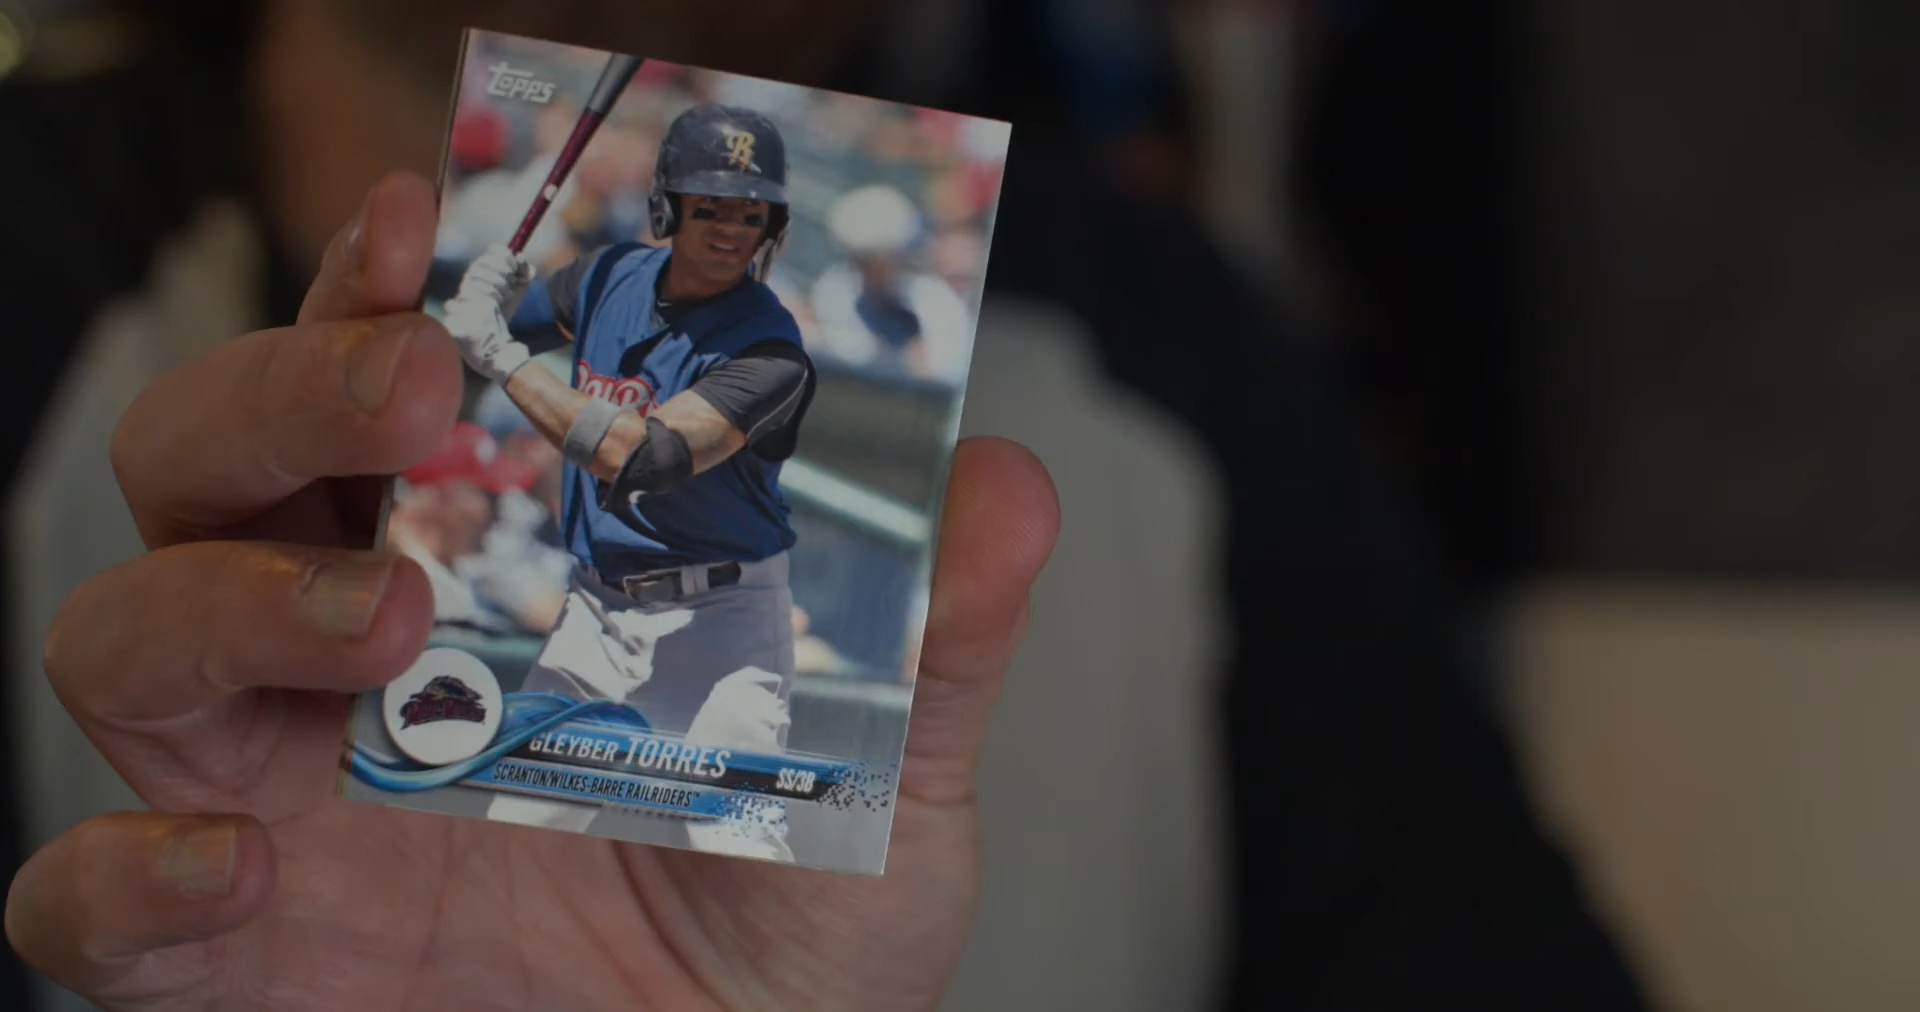 topps
B
GLEYBER TORRES
SS/3B
SCRANTON/WILKES-BARRE RAILRIDERS™